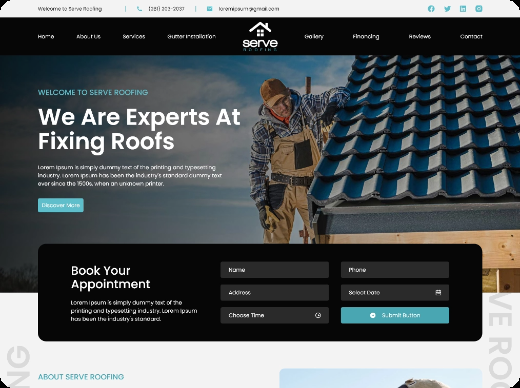 Welcome to Serve Roofing
loremipsum@gmail.com
Home
About Us
Services
Gutter Installation
serve
ROOFING
Gallery
Financing
Reviews
Contact
WELCOME TO SERVE ROOFING
We Are Experts At
Fixing Roofs
Lorem Ipsum is simply dummy text of the printing and typesetting
industry. Lorem Ipsum has been the industry's standard dummy text
ever since the 1500s, when an unknown printer.
Discover More
Book Your
Appointment
Lorem Ipsum is simply dummy text of the
printing and typesetting industry. Lorem Ipsum
has been the industry's standard.
Name
Phone
Address
Select Date
Choose Time
Submit Button
VE ROO
NG
ABOUT SERVE ROOFING